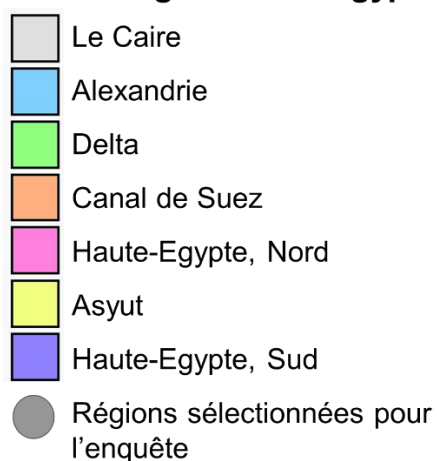 Le Caire
Alexandrie
Delta
Canal de Suez
Haute-Egypte, Nord
Asyut
Haute-Egypte, Sud
Régions sélectionnées pour
l'enquête